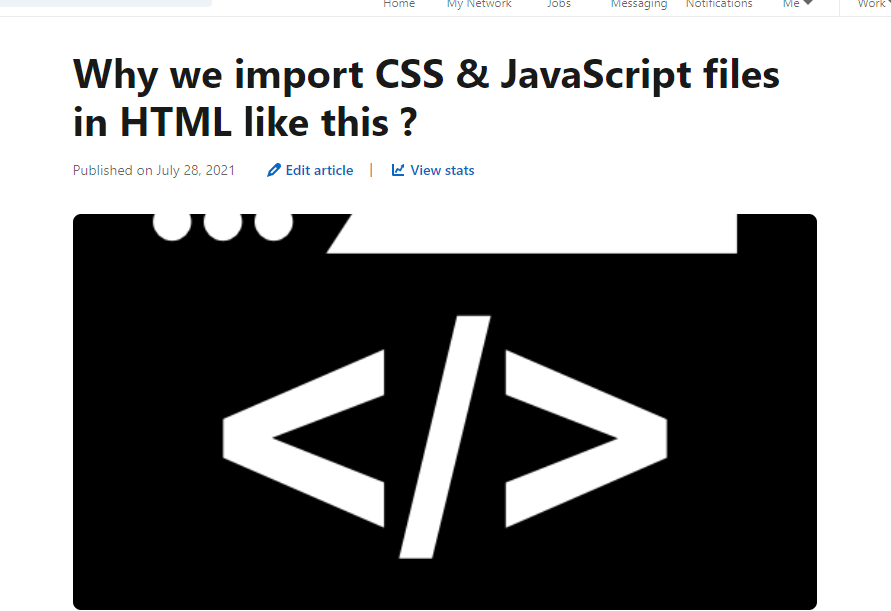 Home My Network Jobs Messaging Notifications Me Work
Why we import CSS & JavaScript files
in HTML like this ?
Published on July 28, 2021 Edit article | View stats
</>